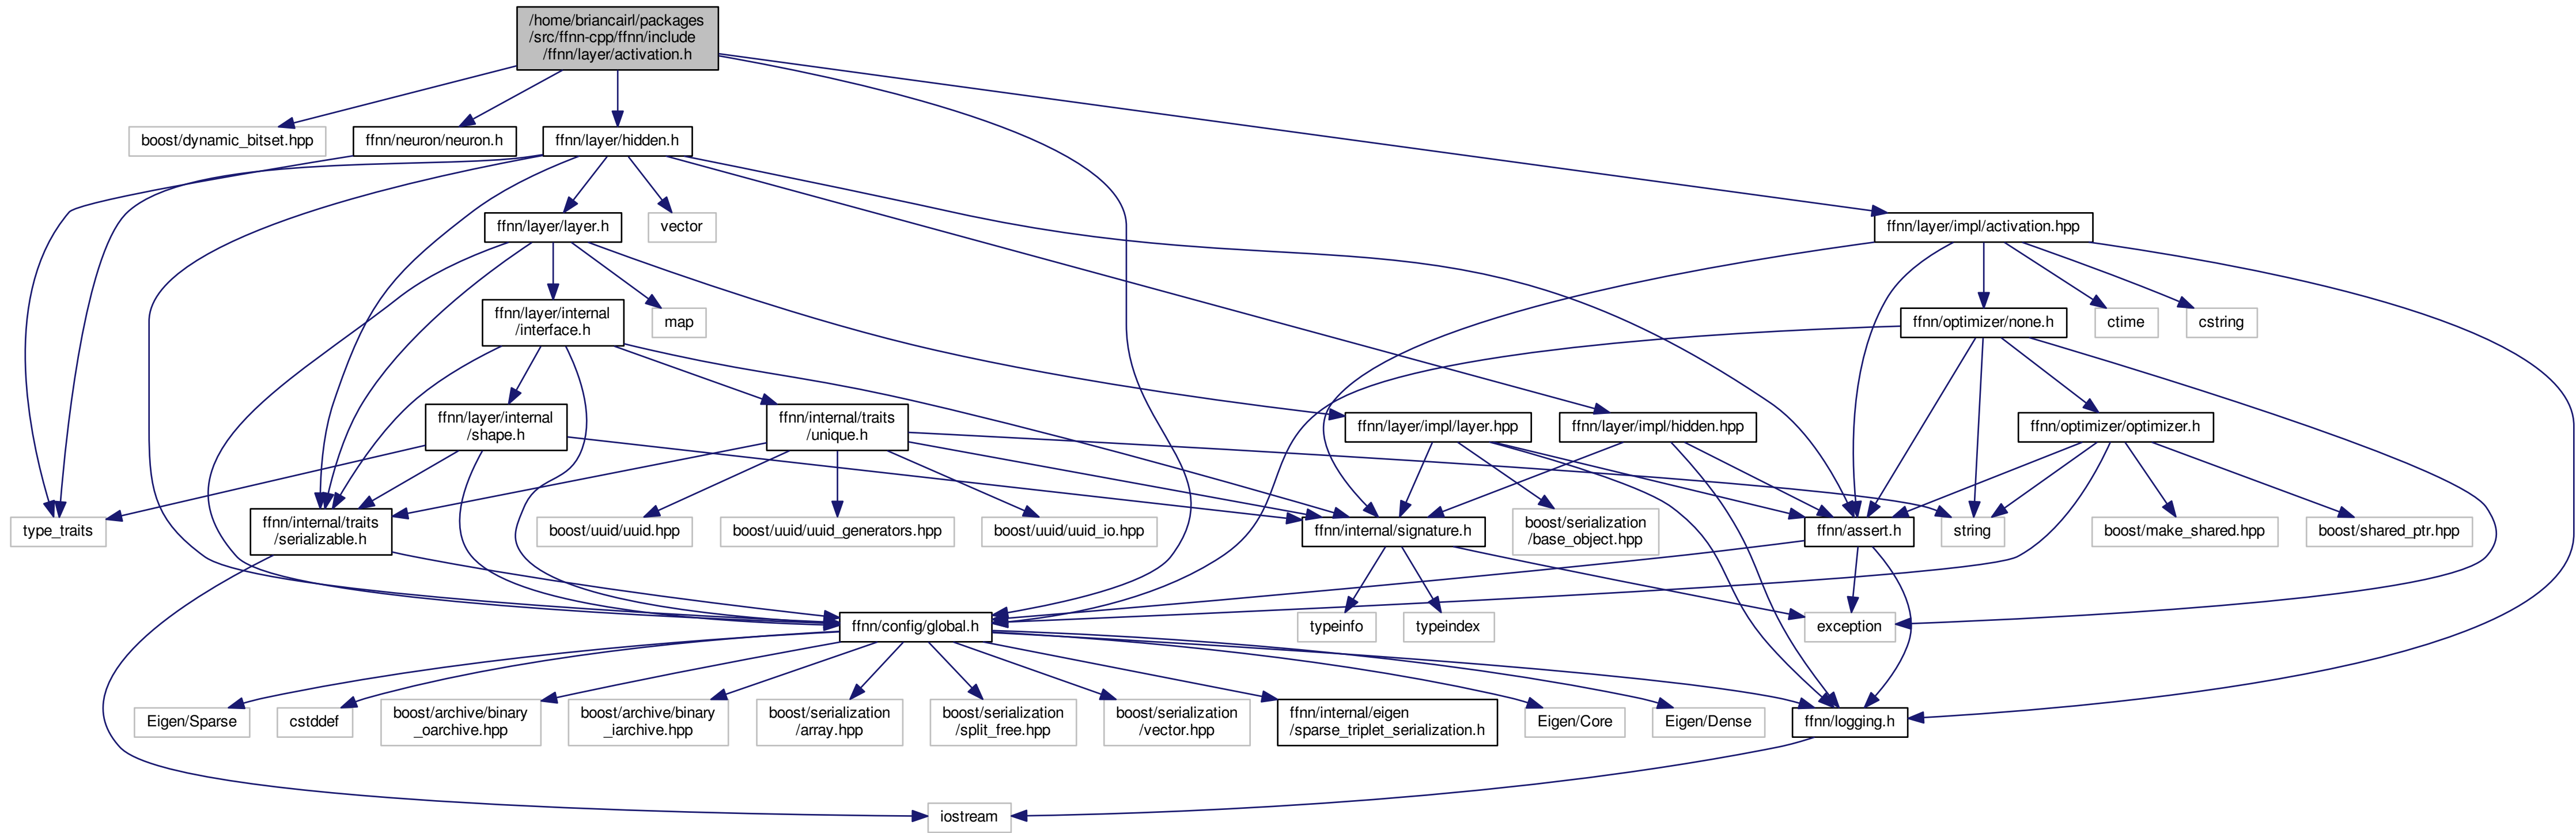 /home/briancairl/packages
/src/ffnn-cpp/ffnn/include
/ffnn/layer/activation.h
boost/dynamic_bitset.hpp
ffnn/neuron/neuron.h
ffnn/layer/hidden.h
ffnn/layer/layer.h
vector
ffnn/layer/impl/activation.hpp
ffnn/layer/internal
/interface.h
map
ffnn/optimizer/none.h
ctime
cstring
ffnn/layer/internal
/shape.h
ffnn/internal/traits
/unique.h
ffnn/layer/impl/layer.hpp
ffnn/layer/impl/hidden.hpp
ffnn/optimizer/optimizer.h
type_traits
ffnn/internal/traits
/serializable.h
boost/uuid/uuid.hpp
boost/uuid/uuid_generators.hpp
boost/uuid/uuid_io.hpp
ffnn/internal/signature.h
boost/serialization
/base_object.hpp
ffnn/assert.h
string
boost/make_shared.hpp
boost/shared_ptr.hpp
ffnn/config/global.h
typeinfo
typeindex
exception
Eigen/Sparse
cstddef
boost/archive/binary
_oarchive.hpp
boost/archive/binary
_iarchive.hpp
boost/serialization
/array.hpp
boost/serialization
/split_free.hpp
boost/serialization
/vector.hpp
ffnn/internal/eigen
/sparse_triplet_serialization.h
Eigen/Core
Eigen/Dense
ffnn/logging.h
iostream